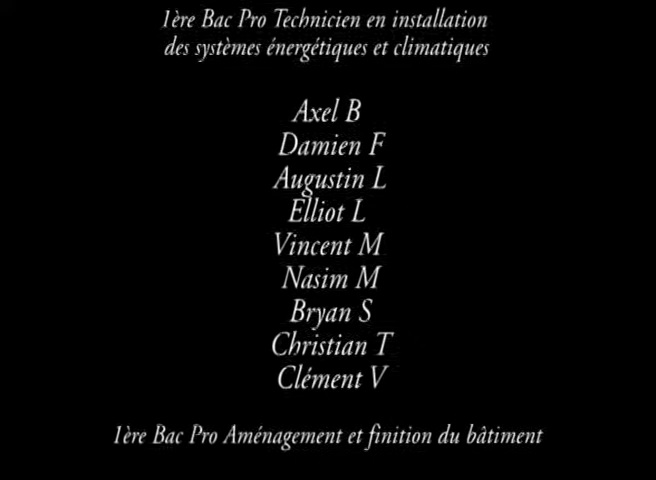 1ère Bac Pro Technicien en installation
des systèmes énergétiques et climatiques
Axel B
Damien F
Augustin L
Elliot L
Vincent M
Nasim M
Bryan S
Christian T
Clément V
1ère Bac Pro Aménagement et finition du bâtiment